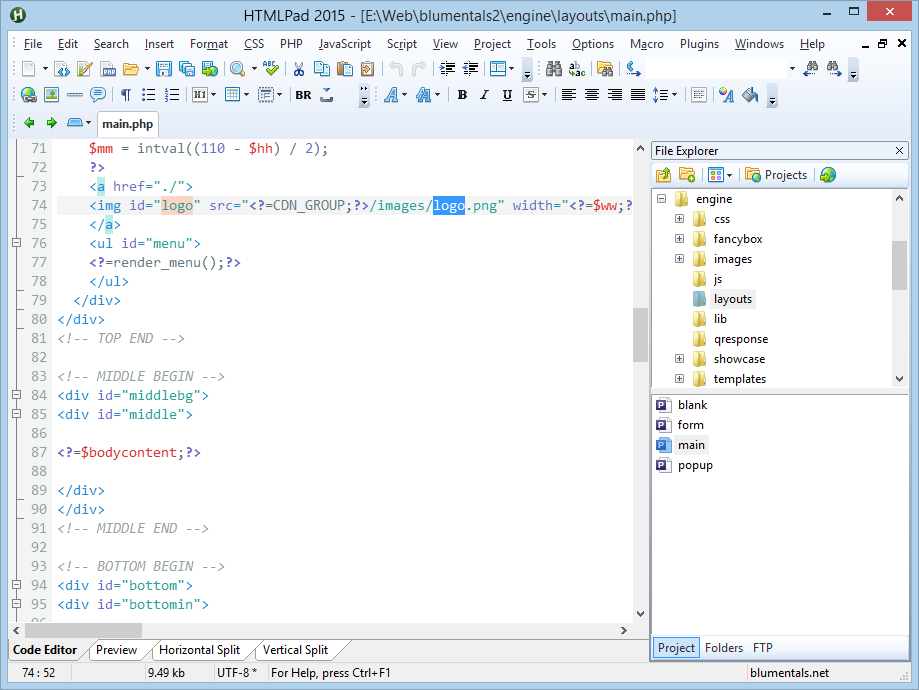 HTMLPad 2015 - [E:\Web\blumentals2\engine\layouts\main.php]
File Edit Search Insert Format CSS PHP JavaScript Script View Project Tools Options Macro Plugins Windows Help
BR B I U S
main.php
71 $mm = intval((110 - $hh) / 2);
72 ?>
73 <a href="./">
74 <img id="logo" src="<?=CDN_GROUP;?>/images/logo.png" width="<?=$ww;?
75 </a>
76 <ul id="menu">
77 <?=render_menu();?>
78 </ul>
79 </div>
80 </div>
81 <!-- TOP END -->
82
83 <!-- MIDDLE BEGIN -->
84 <div id="middlebg">
85 <div id="middle">
86
87 <?=$bodycontent;?>
88
89 </div>
90 </div>
91 <!-- MIDDLE END -->
92
93 <!-- BOTTOM BEGIN -->
94 <div id="bottom">
95 <div id="bottomin">
Code Editor Preview Horizontal Split Vertical Split
File Explorer
Projects
engine
css
fancybox
images
js
layouts
lib
qresponse
showcase
templates
blank
form
main
popup
Project Folders FTP
74 : 52 9.49 kb UTF-8 * For Help, press Ctrl+F1 blumentals.net